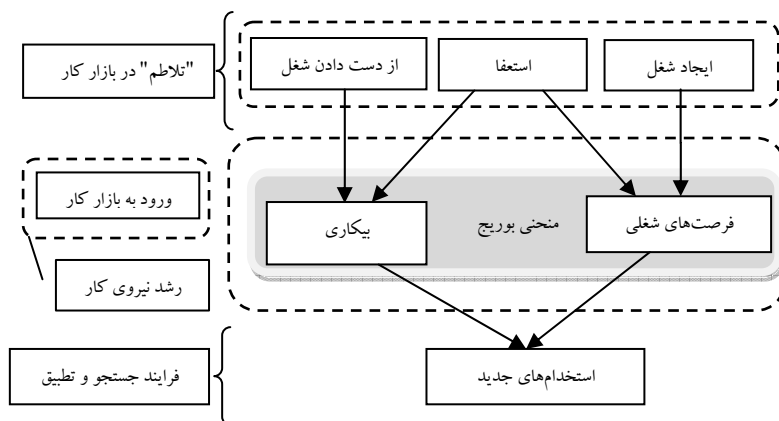 ایجاد شغل
استعفا
از دست دادن شغل
"تلاطم" در بازار کار
ورود به بازار کار
فرصت‌های شغلی
منحنی بوریج
بیکاری
رشد نیروی کار
استخدام‌های جدید
فرایند جستجو و تطبیق